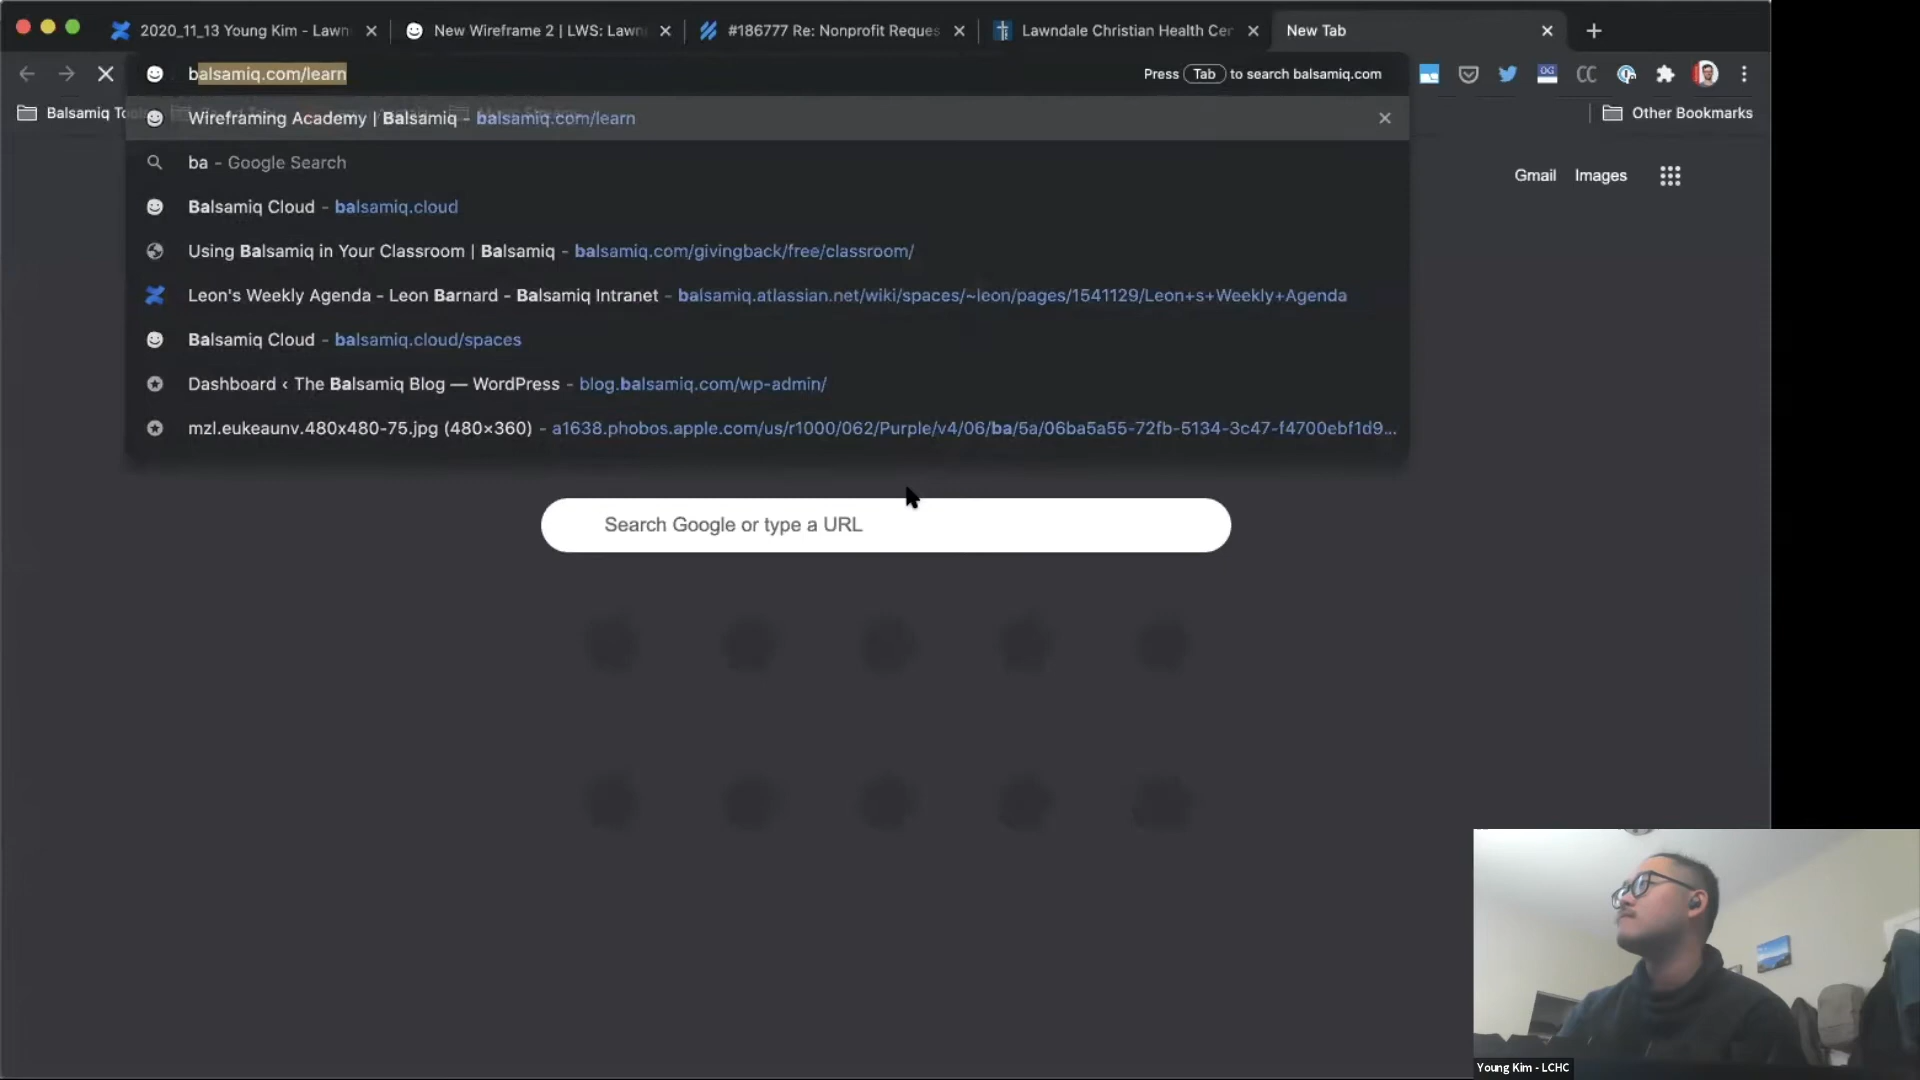 2020_11_13 Young Kim - Lawn
New Wireframe 2 | LWS: Lawn
#186777 Re: Nonprofit Reques
Lawndale Christian Health Cer
New Tab
balsamiq.com/learn
Press Tab to search balsamiq.com
OG
CC
Balsamiq To
Other Bookmarks
Wireframing Academy | Balsamiq - balsamiq.com/learn
ba - Google Search
Gmail Images
Balsamiq Cloud - balsamiq.cloud
Using Balsamiq in Your Classroom | Balsamiq - balsamiq.com/givingback/free/classroom/
Leon's Weekly Agenda - Leon Barnard - Balsamiq Intranet - balsamiq.atlassian.net/wiki/spaces/~leon/pages/1541129/Leon+s+Weekly+Agenda
Balsamiq Cloud - balsamiq.cloud/spaces
Dashboard ‹ The Balsamiq Blog — WordPress - blog.balsamiq.com/wp-admin/
mzl.eukeaunv.480x480-75.jpg (480×360) - a1638.phobos.apple.com/us/r1000/062/Purple/v4/06/ba/5a/06ba5a55-72fb-5134-3c47-f4700ebf1d9...
Search Google or type a URL
Young Kim - LCHC